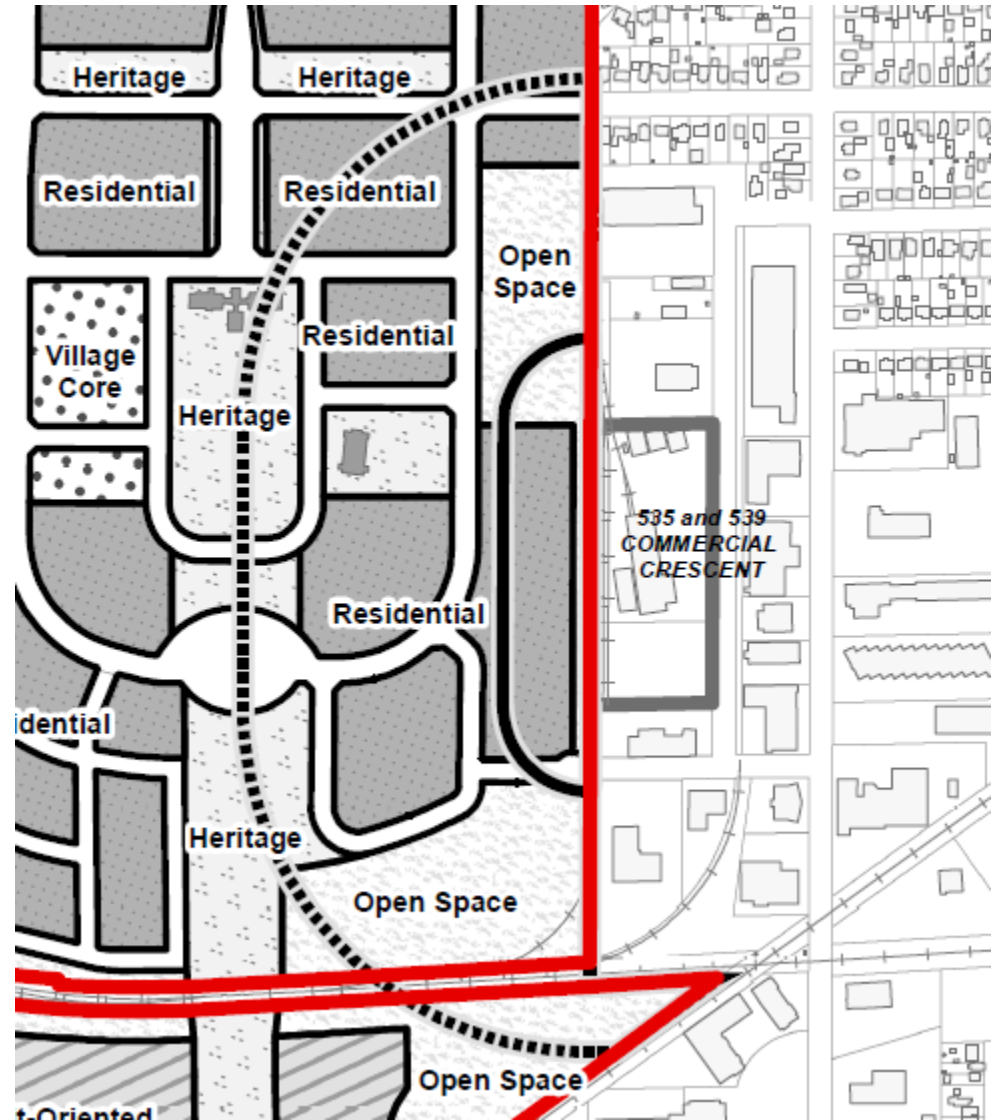 Heritage
Heritage
Residential
Residential
Open
Space
Residential
Village
Core
Heritage
535 and 539
COMMERCIAL
CRESCENT
Residential
idential
Heritage
Open Space
Open Space
t-Oriented